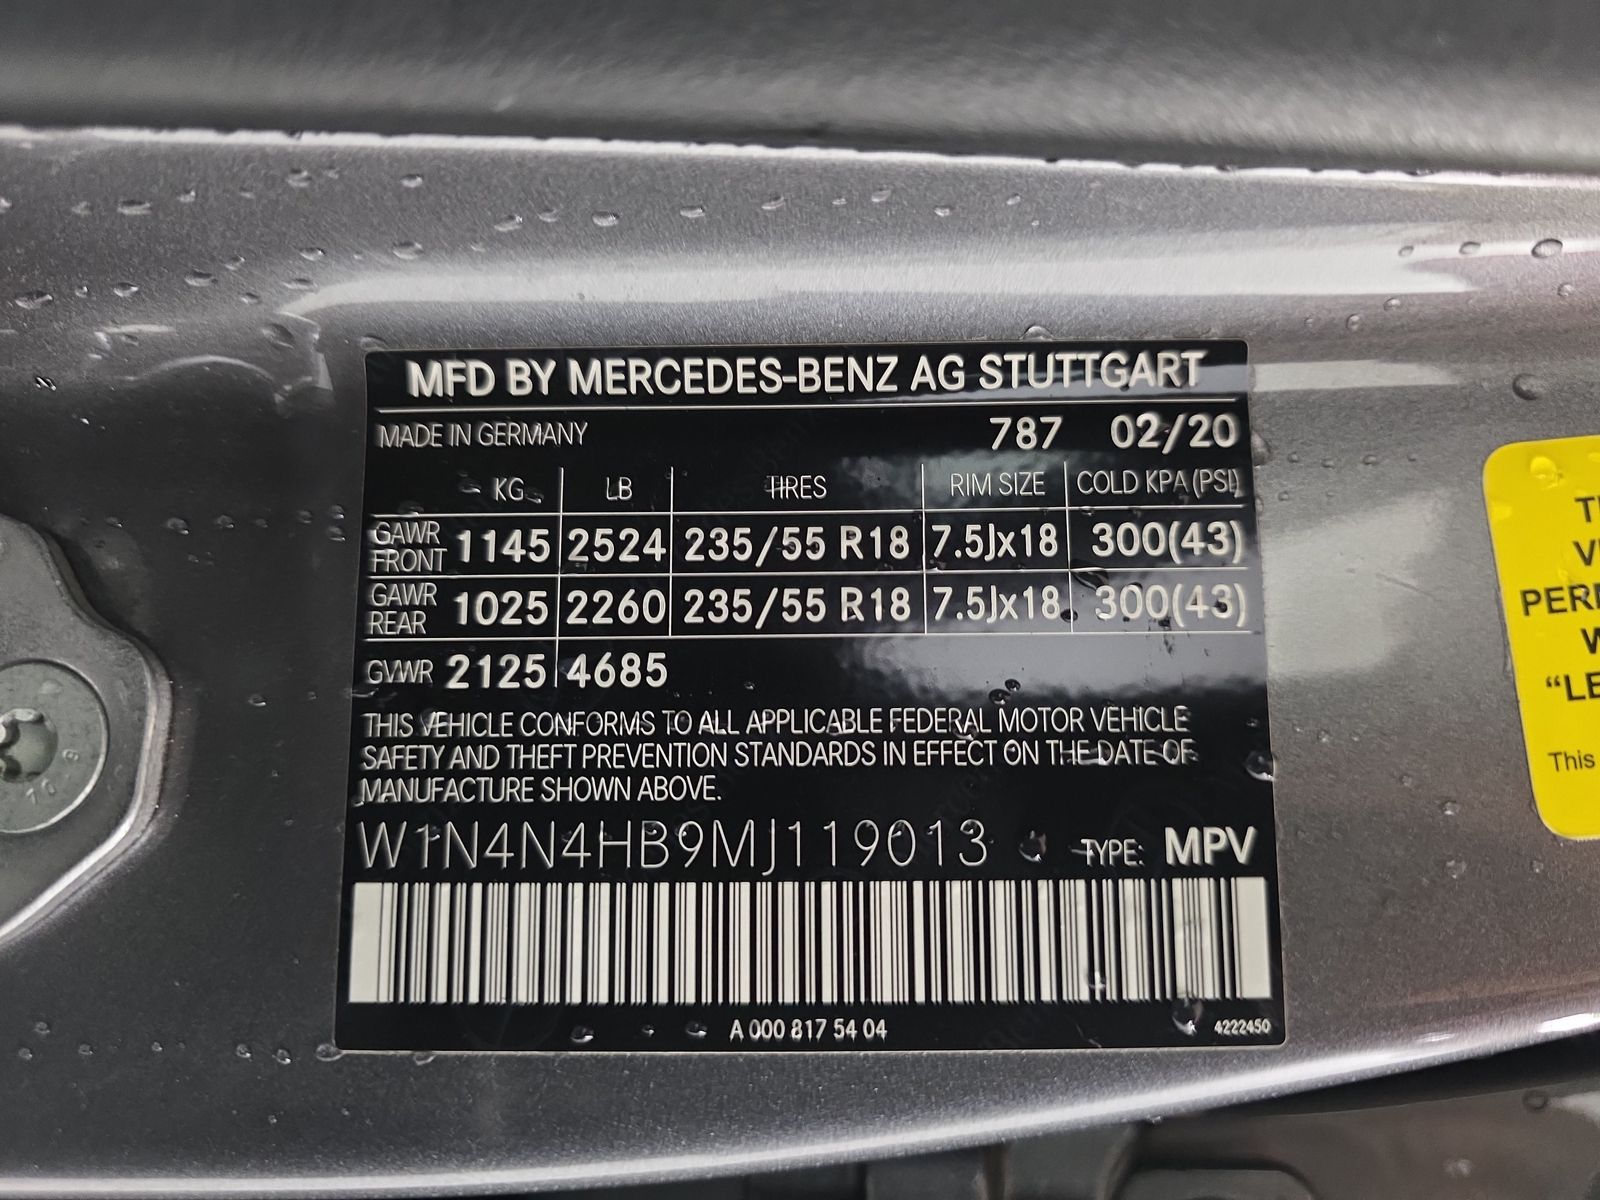 MFD BY MERCEDES-BENZ AG STUTTGART
MADE IN GERMANY 787 02/20
KG LB TIRES RIM SIZE COLD KPA (PSI)
GAWR FRONT 1145 2524 235/55 R18 7.5Jx18 300(43)
GAWR REAR 1025 2260 235/55 R18 7.5Jx18 300(43)
GVWR 2125 4685
THIS VEHICLE CONFORMS TO ALL APPLICABLE FEDERAL MOTOR VEHICLE
SAFETY AND THEFT PREVENTION STANDARDS IN EFFECT ON THE DATE OF
MANUFACTURE SHOWN ABOVE.
W1N4N4HB9MJ119013 TYPE: MPV
A 000 817 54 04 4222450
"LE
This